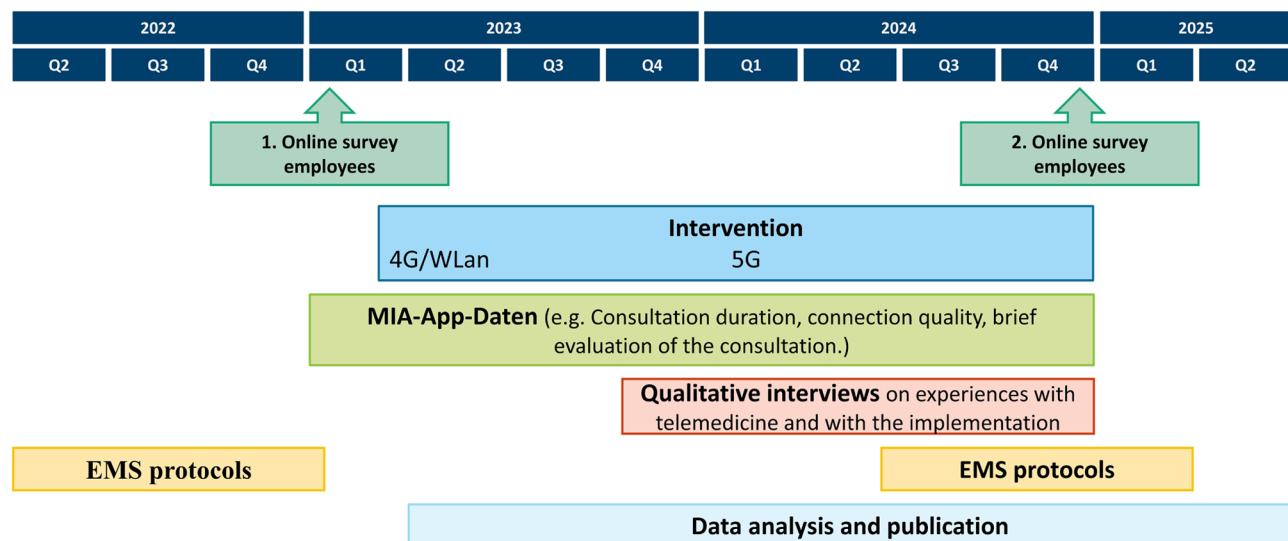 2022 2023 2024 2025
Q2 Q3 Q4 Q1 Q2 Q3 Q4 Q1 Q2 Q3 Q4 Q1 Q2
1. Online survey
employees
2. Online survey
employees
Intervention
4G/WLan 5G
MIA-App-Daten (e.g. Consultation duration, connection quality, brief
evaluation of the consultation.)
Qualitative interviews on experiences with
telemedicine and with the implementation
EMS protocols EMS protocols
Data analysis and publication